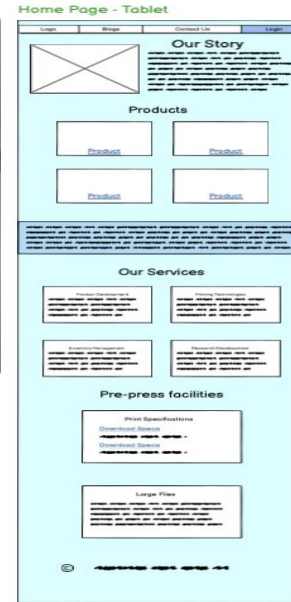 Home Page - Tablet
Logo Blogs Contact Us Login
Our Story
Products
Product Product
Product Product
Our Services
Product Development Printing Technologies
Inventory Management Research/Development
Pre-press facilities
Print Specifications
Download Specs
Download Specs
Large Files
©